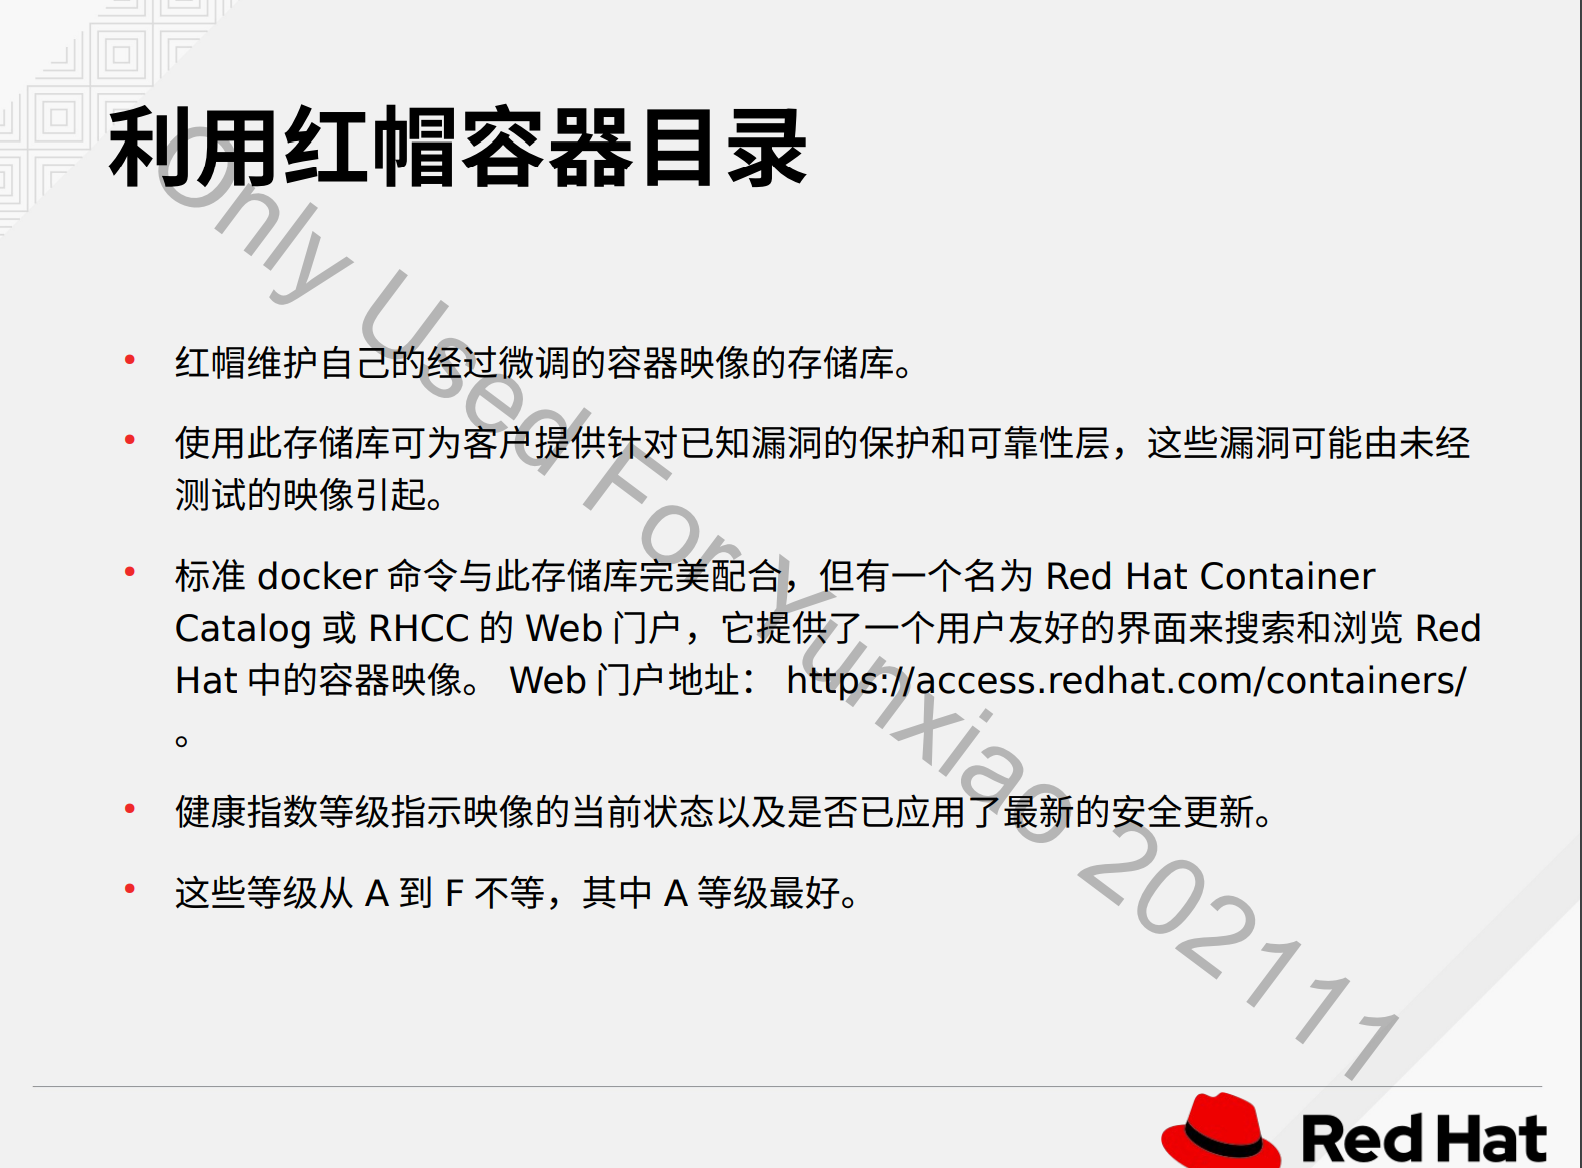 利用红帽容器目录
• 红帽维护自己的经过微调的容器映像的存储库。
• 使用此存储库可为客户提供针对已知漏洞的保护和可靠性层，这些漏洞可能由未经
测试的映像引起。
• 标准 docker 命令与此存储库完美配合，但有一个名为 Red Hat Container
Catalog 或 RHCC 的 Web 门户，它提供了一个用户友好的界面来搜索和浏览 Red
Hat 中的容器映像。 Web 门户地址： https://access.redhat.com/containers/
。
• 健康指数等级指示映像的当前状态以及是否已应用了最新的安全更新。
• 这些等级从 A 到 F 不等，其中 A 等级最好。
Only Used For Yunxiao 202111
Red Hat